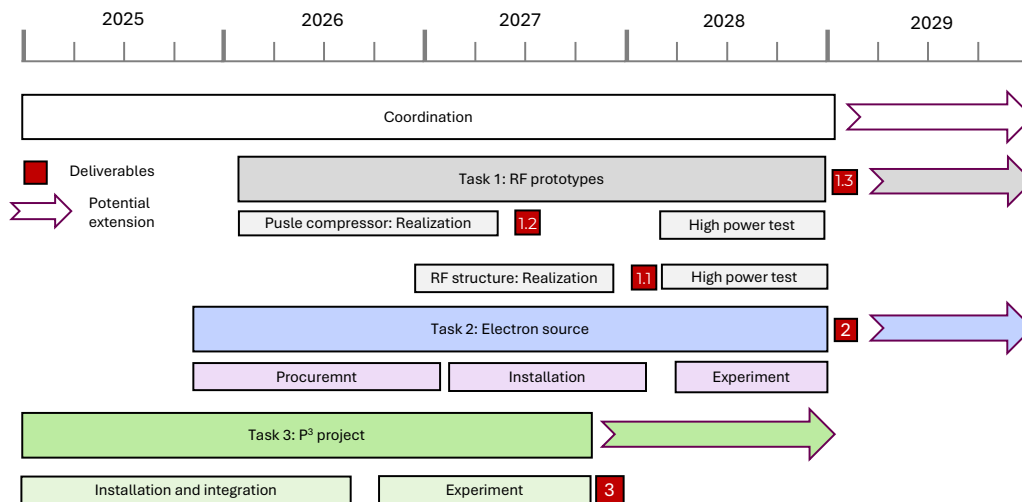 2025 2026 2027 2028 2029
Coordination
Deliverables
Task 1: RF prototypes
1.3
Potential
extension
Pusle compressor: Realization
1.2
High power test
RF structure: Realization
1.1
High power test
Task 2: Electron source
2
Procuremnt
Installation
Experiment
Task 3: P³ project
Installation and integration
Experiment
3